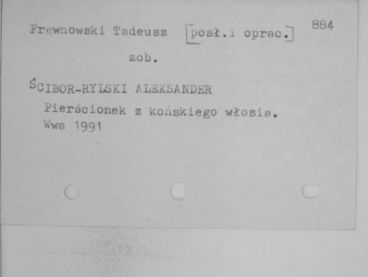 Frewnowski Tadeusz [posł.i oprac.] 884
zob.
ŚCIBOR-RYLSKI ALEKSANDER
Pierścionek z końskiego włosia.
Wwa 1991